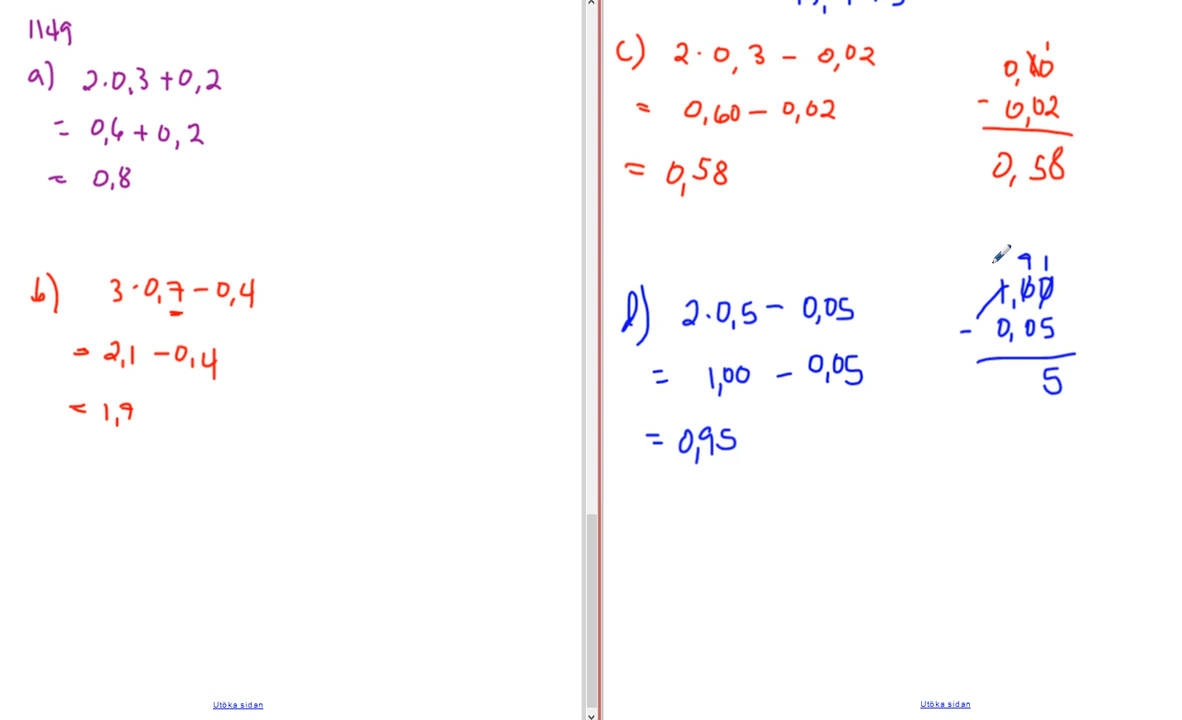 1149
a) 2·0,3 + 0,2
= 0,6 + 0,2
= 0,8
b) 3·0,7 - 0,4
= 2,1 - 0,4
= 1,7
Utöka sidan
c) 2·0,3 - 0,02
= 0,60 - 0,02
= 0,58
1
0,60
- 0,02
0,58
d) 2·0,5 - 0,05
= 1,00 - 0,05
= 0,95
9 1
1,00
- 0,05
5
Utöka sidan